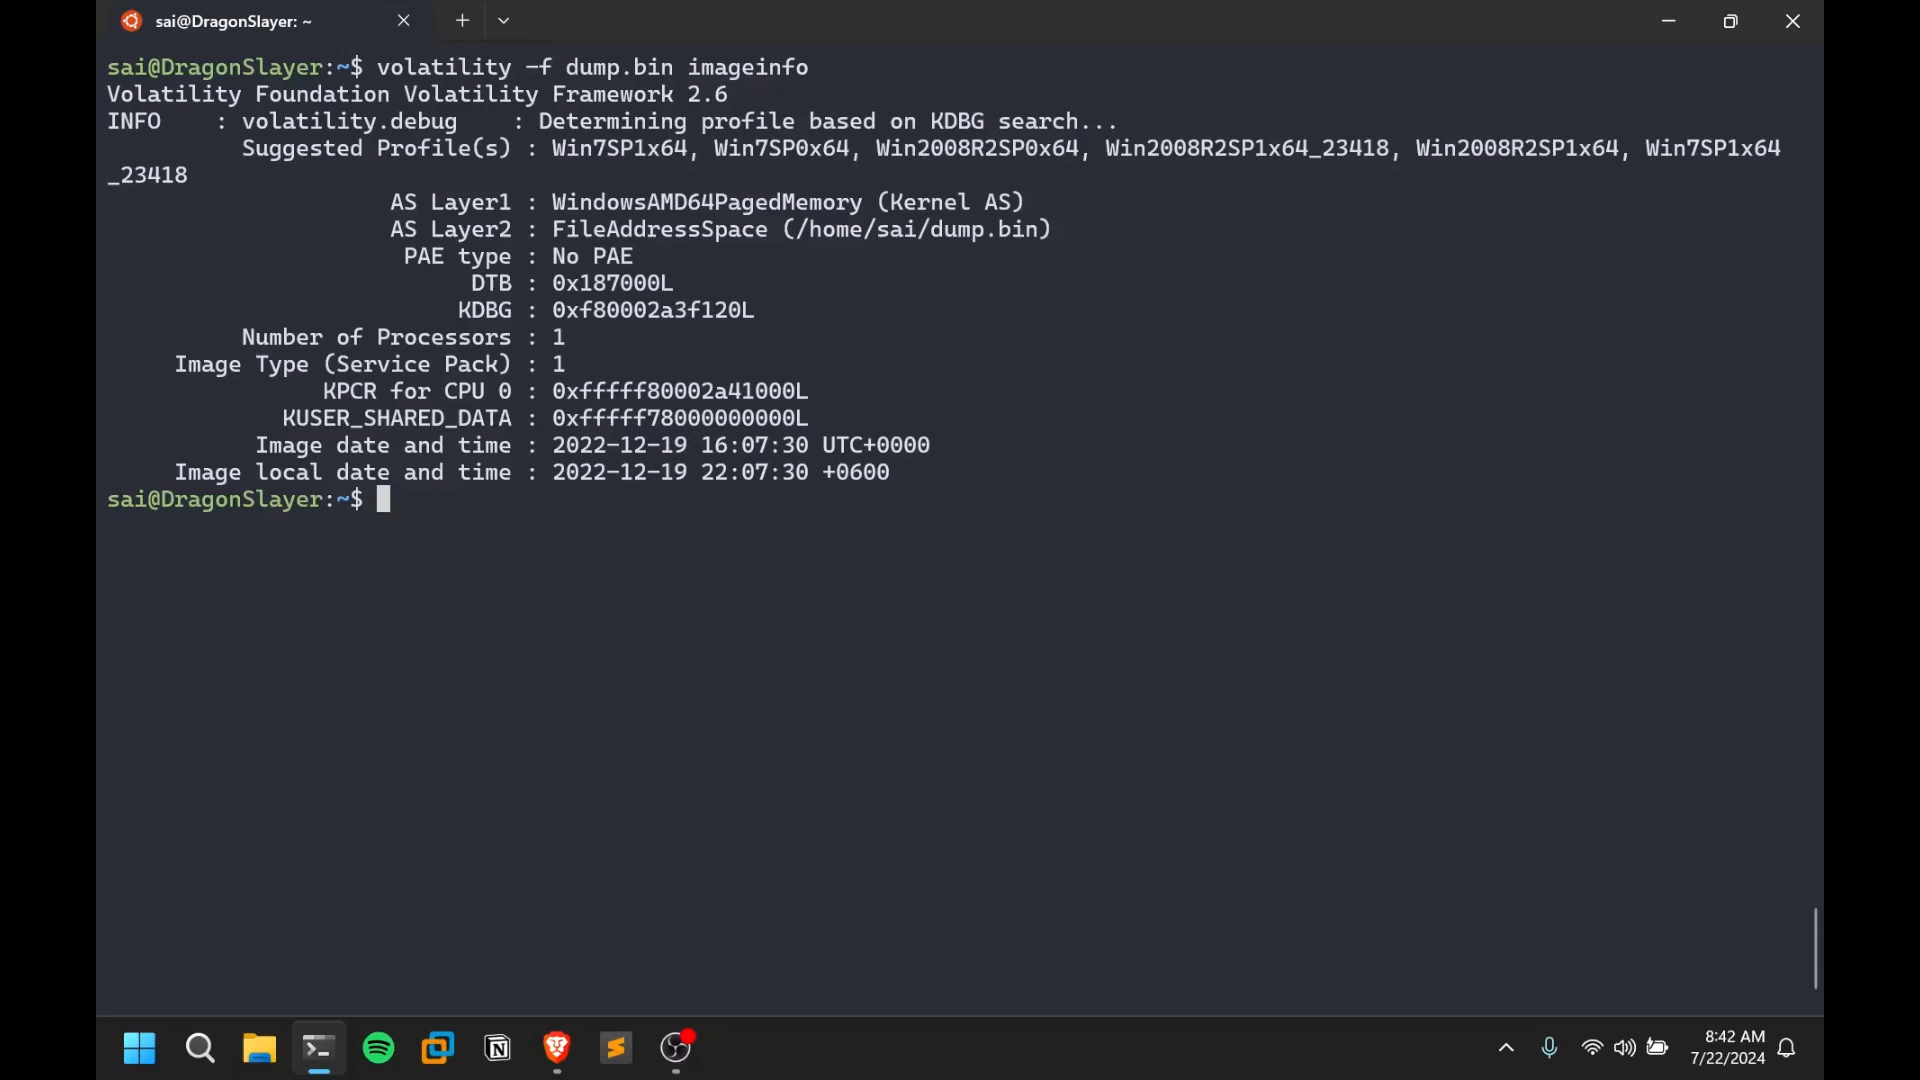 sai@DragonSlayer: ~
sai@DragonSlayer:~$ volatility -f dump.bin imageinfo
Volatility Foundation Volatility Framework 2.6
INFO    : volatility.debug    : Determining profile based on KDBG search...
Suggested Profile(s) : Win7SP1x64, Win7SP0x64, Win2008R2SP0x64, Win2008R2SP1x64_23418, Win2008R2SP1x64, Win7SP1x64
_23418
AS Layer1 : WindowsAMD64PagedMemory (Kernel AS)
AS Layer2 : FileAddressSpace (/home/sai/dump.bin)
PAE type : No PAE
DTB : 0x187000L
KDBG : 0xf80002a3f120L
Number of Processors : 1
Image Type (Service Pack) : 1
KPCR for CPU 0 : 0xfffff80002a41000L
KUSER_SHARED_DATA : 0xfffff78000000000L
Image date and time : 2022-12-19 16:07:30 UTC+0000
Image local date and time : 2022-12-19 22:07:30 +0600
sai@DragonSlayer:~$
8:42 AM
7/22/2024